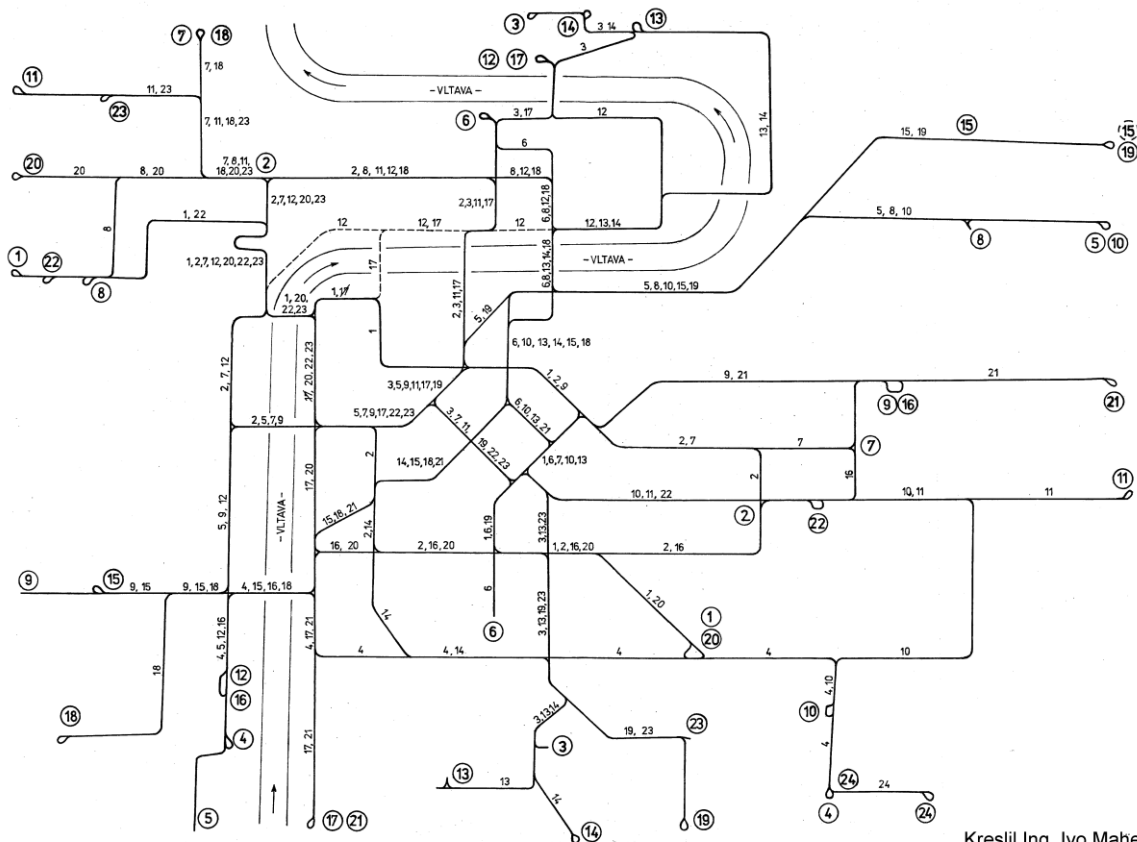 3 14 13
7 18
3 14
3
12 17
11
7, 18
11, 23
23
-VLTAVA-
3, 17
12
6
13, 14
7, 11, 18, 23
6
15, 19
15
15
19
20
20
8, 20
7, 8, 11,
18, 20, 23
2
2, 8, 11, 12, 18
8, 12, 18
8
1, 22
2, 7, 12, 20, 23
2, 3, 11, 17
6, 8, 12, 18
5, 8, 10
8
5 10
12
12, 17
12
12, 13, 14
1
22
8
1, 2, 7, 12, 20, 22, 23
17
6, 8, 13, 14, 18
-VLTAVA-
1, 20,
22, 23
1, 17
2, 3, 11, 17
5, 19
5, 8, 10, 15, 19
1
6, 10, 13, 14, 15, 18
2, 7, 12
17, 20, 22, 23
3, 5, 9, 11, 17, 19
1, 2, 9
9, 21
21
9 16
21
2, 5, 7, 9
5, 7, 9, 17, 22, 23
3, 7, 11,
19, 22, 23
6, 10, 13, 21
2, 7
7
7
2
14, 15, 18, 21
1, 6, 7, 10, 13
2
16
17, 20
-VLTAVA-
10, 11, 22
10, 11
11
11
2
22
5, 9, 12
15, 18, 21
2, 14
1, 6, 19
3, 13, 23
16, 20
2, 16, 20
1, 2, 16, 20
2, 16
9
15
9, 15
9, 15, 18
4, 15, 16, 18
6
6
1, 20
1
20
14
3, 13, 19, 23
4, 5, 12, 16
4, 17, 21
4
4, 14
4
4
10
18
12
16
18
4
4, 10
10
3, 13, 14
19, 23
23
3
4
17, 21
13
13
14
24
24
4
24
5
17 21
14
19
Kreslil Ing. Ivo Mahe